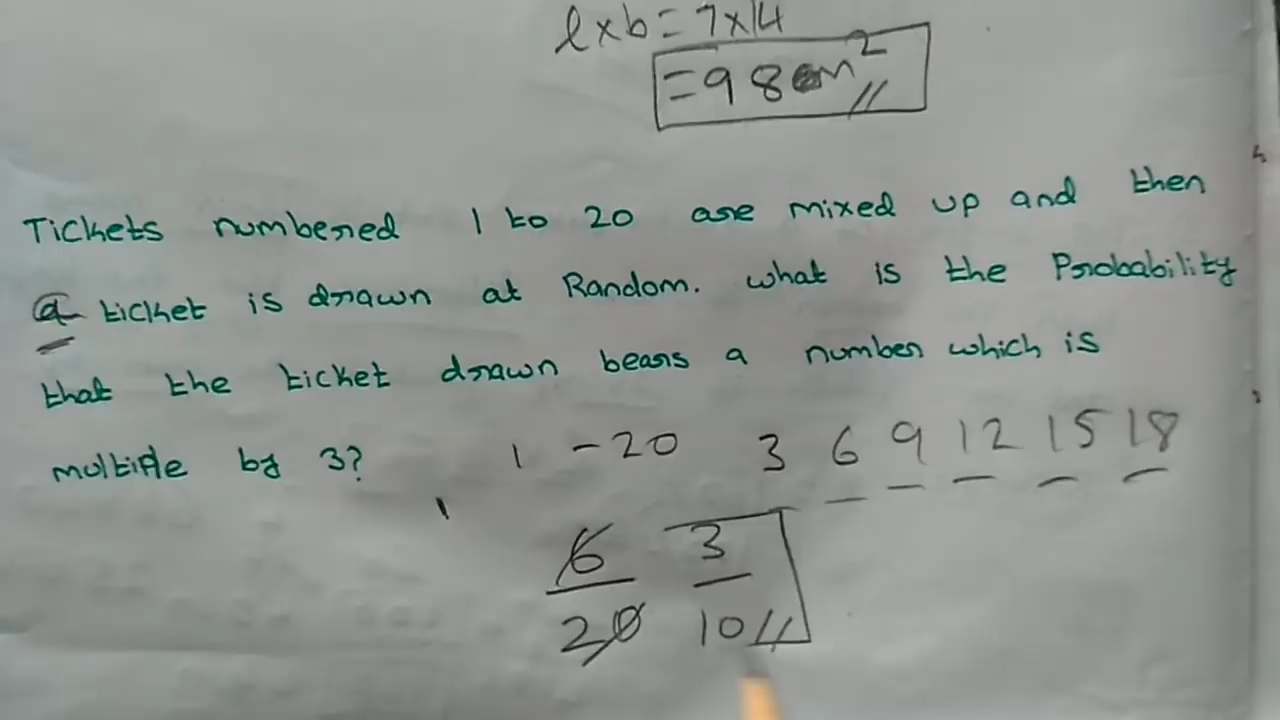 l×b = 7×14
= 98 cm²
Tickets numbered 1 to 20 are mixed up and then
a ticket is drawn at Random. what is the Probability
that the ticket drawn bears a number which is
multiple by 3? 1 - 20 3 6 9 12 15 18
6 3
20 10